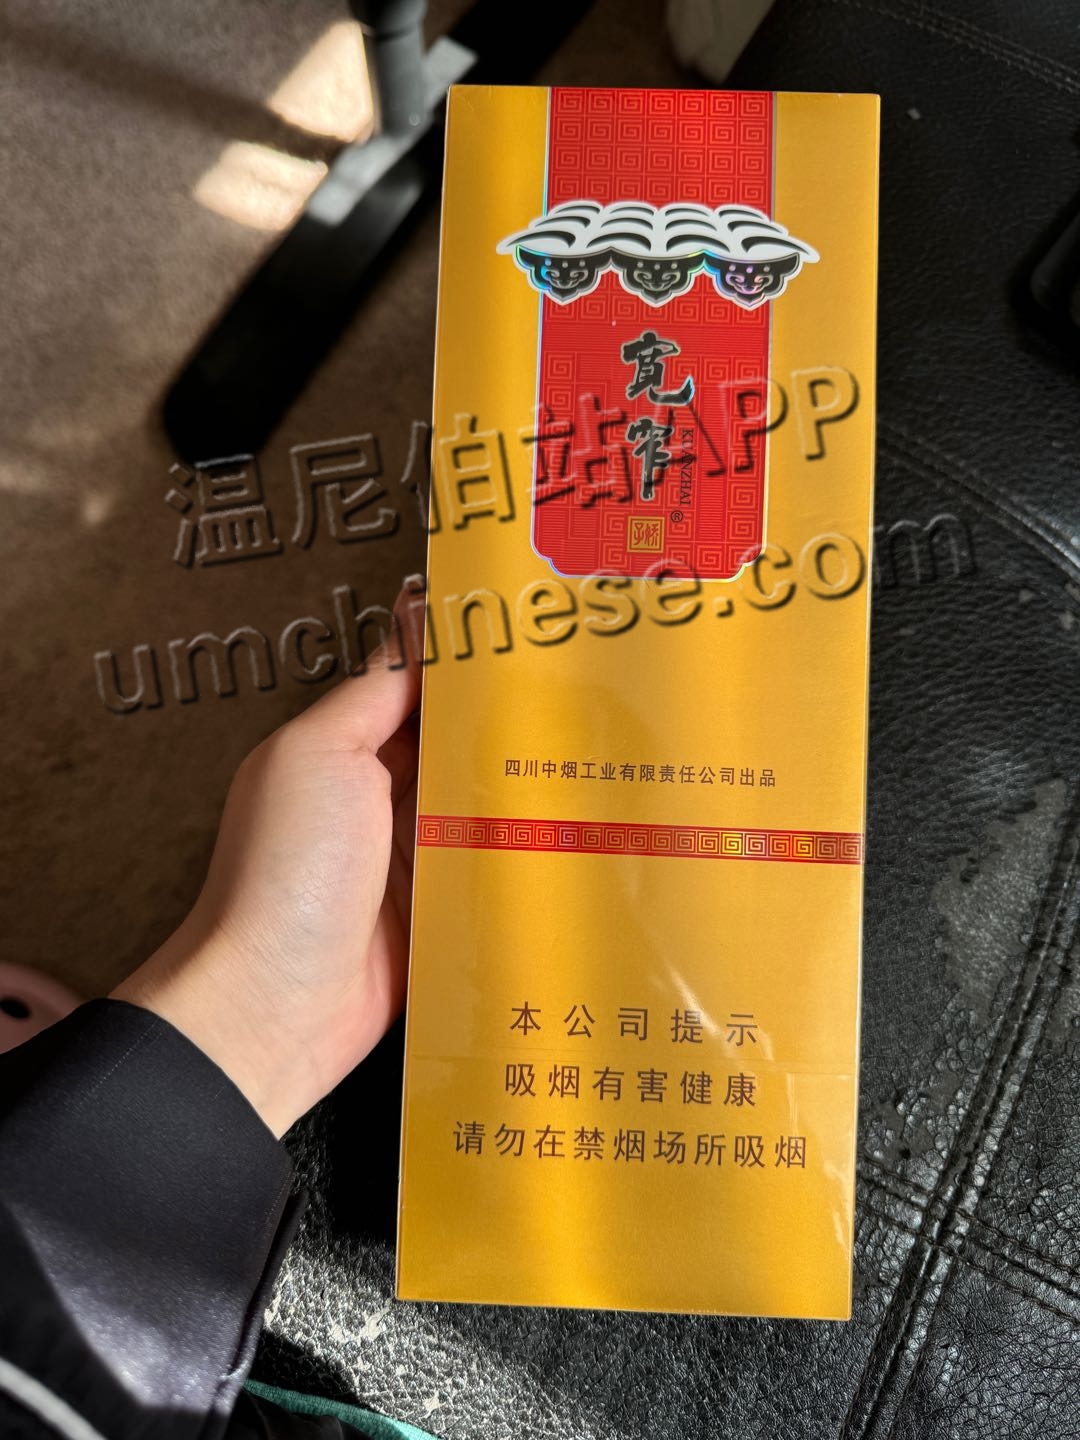 宽窄
KUANZHAI
®
娇子
四川中烟工业有限责任公司出品
本公司提示
吸烟有害健康
请勿在禁烟场所吸烟
温尼伯站APP
umchinese.com